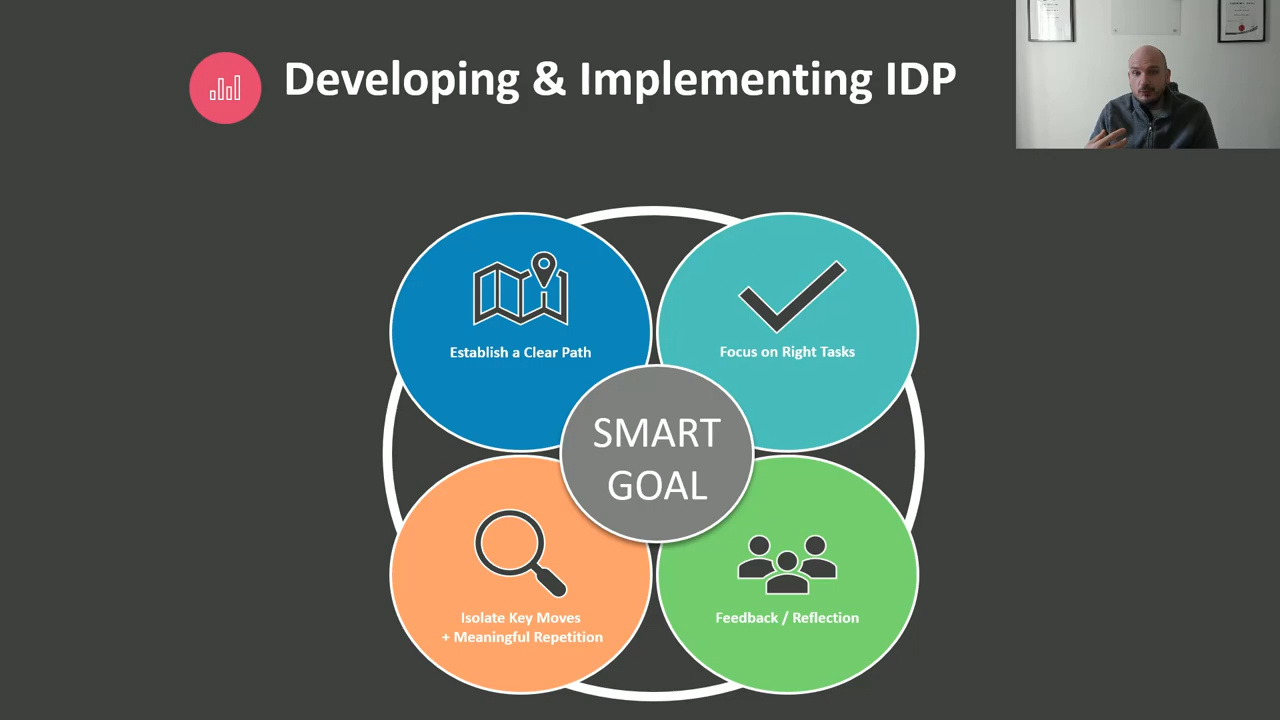 Developing & Implementing IDP
Establish a Clear Path
Focus on Right Tasks
SMART
GOAL
Isolate Key Moves
+ Meaningful Repetition
Feedback / Reflection